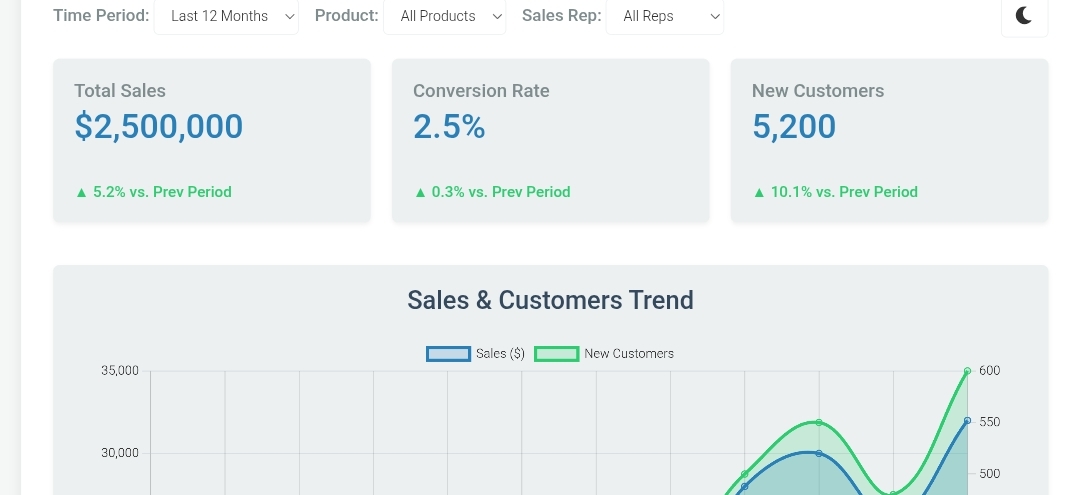 Time Period: Last 12 Months Product: All Products Sales Rep: All Reps
Total Sales
$2,500,000
▲ 5.2% vs. Prev Period
Conversion Rate
2.5%
▲ 0.3% vs. Prev Period
New Customers
5,200
▲ 10.1% vs. Prev Period
Sales & Customers Trend
Sales ($) New Customers
35,000
30,000
600
550
500